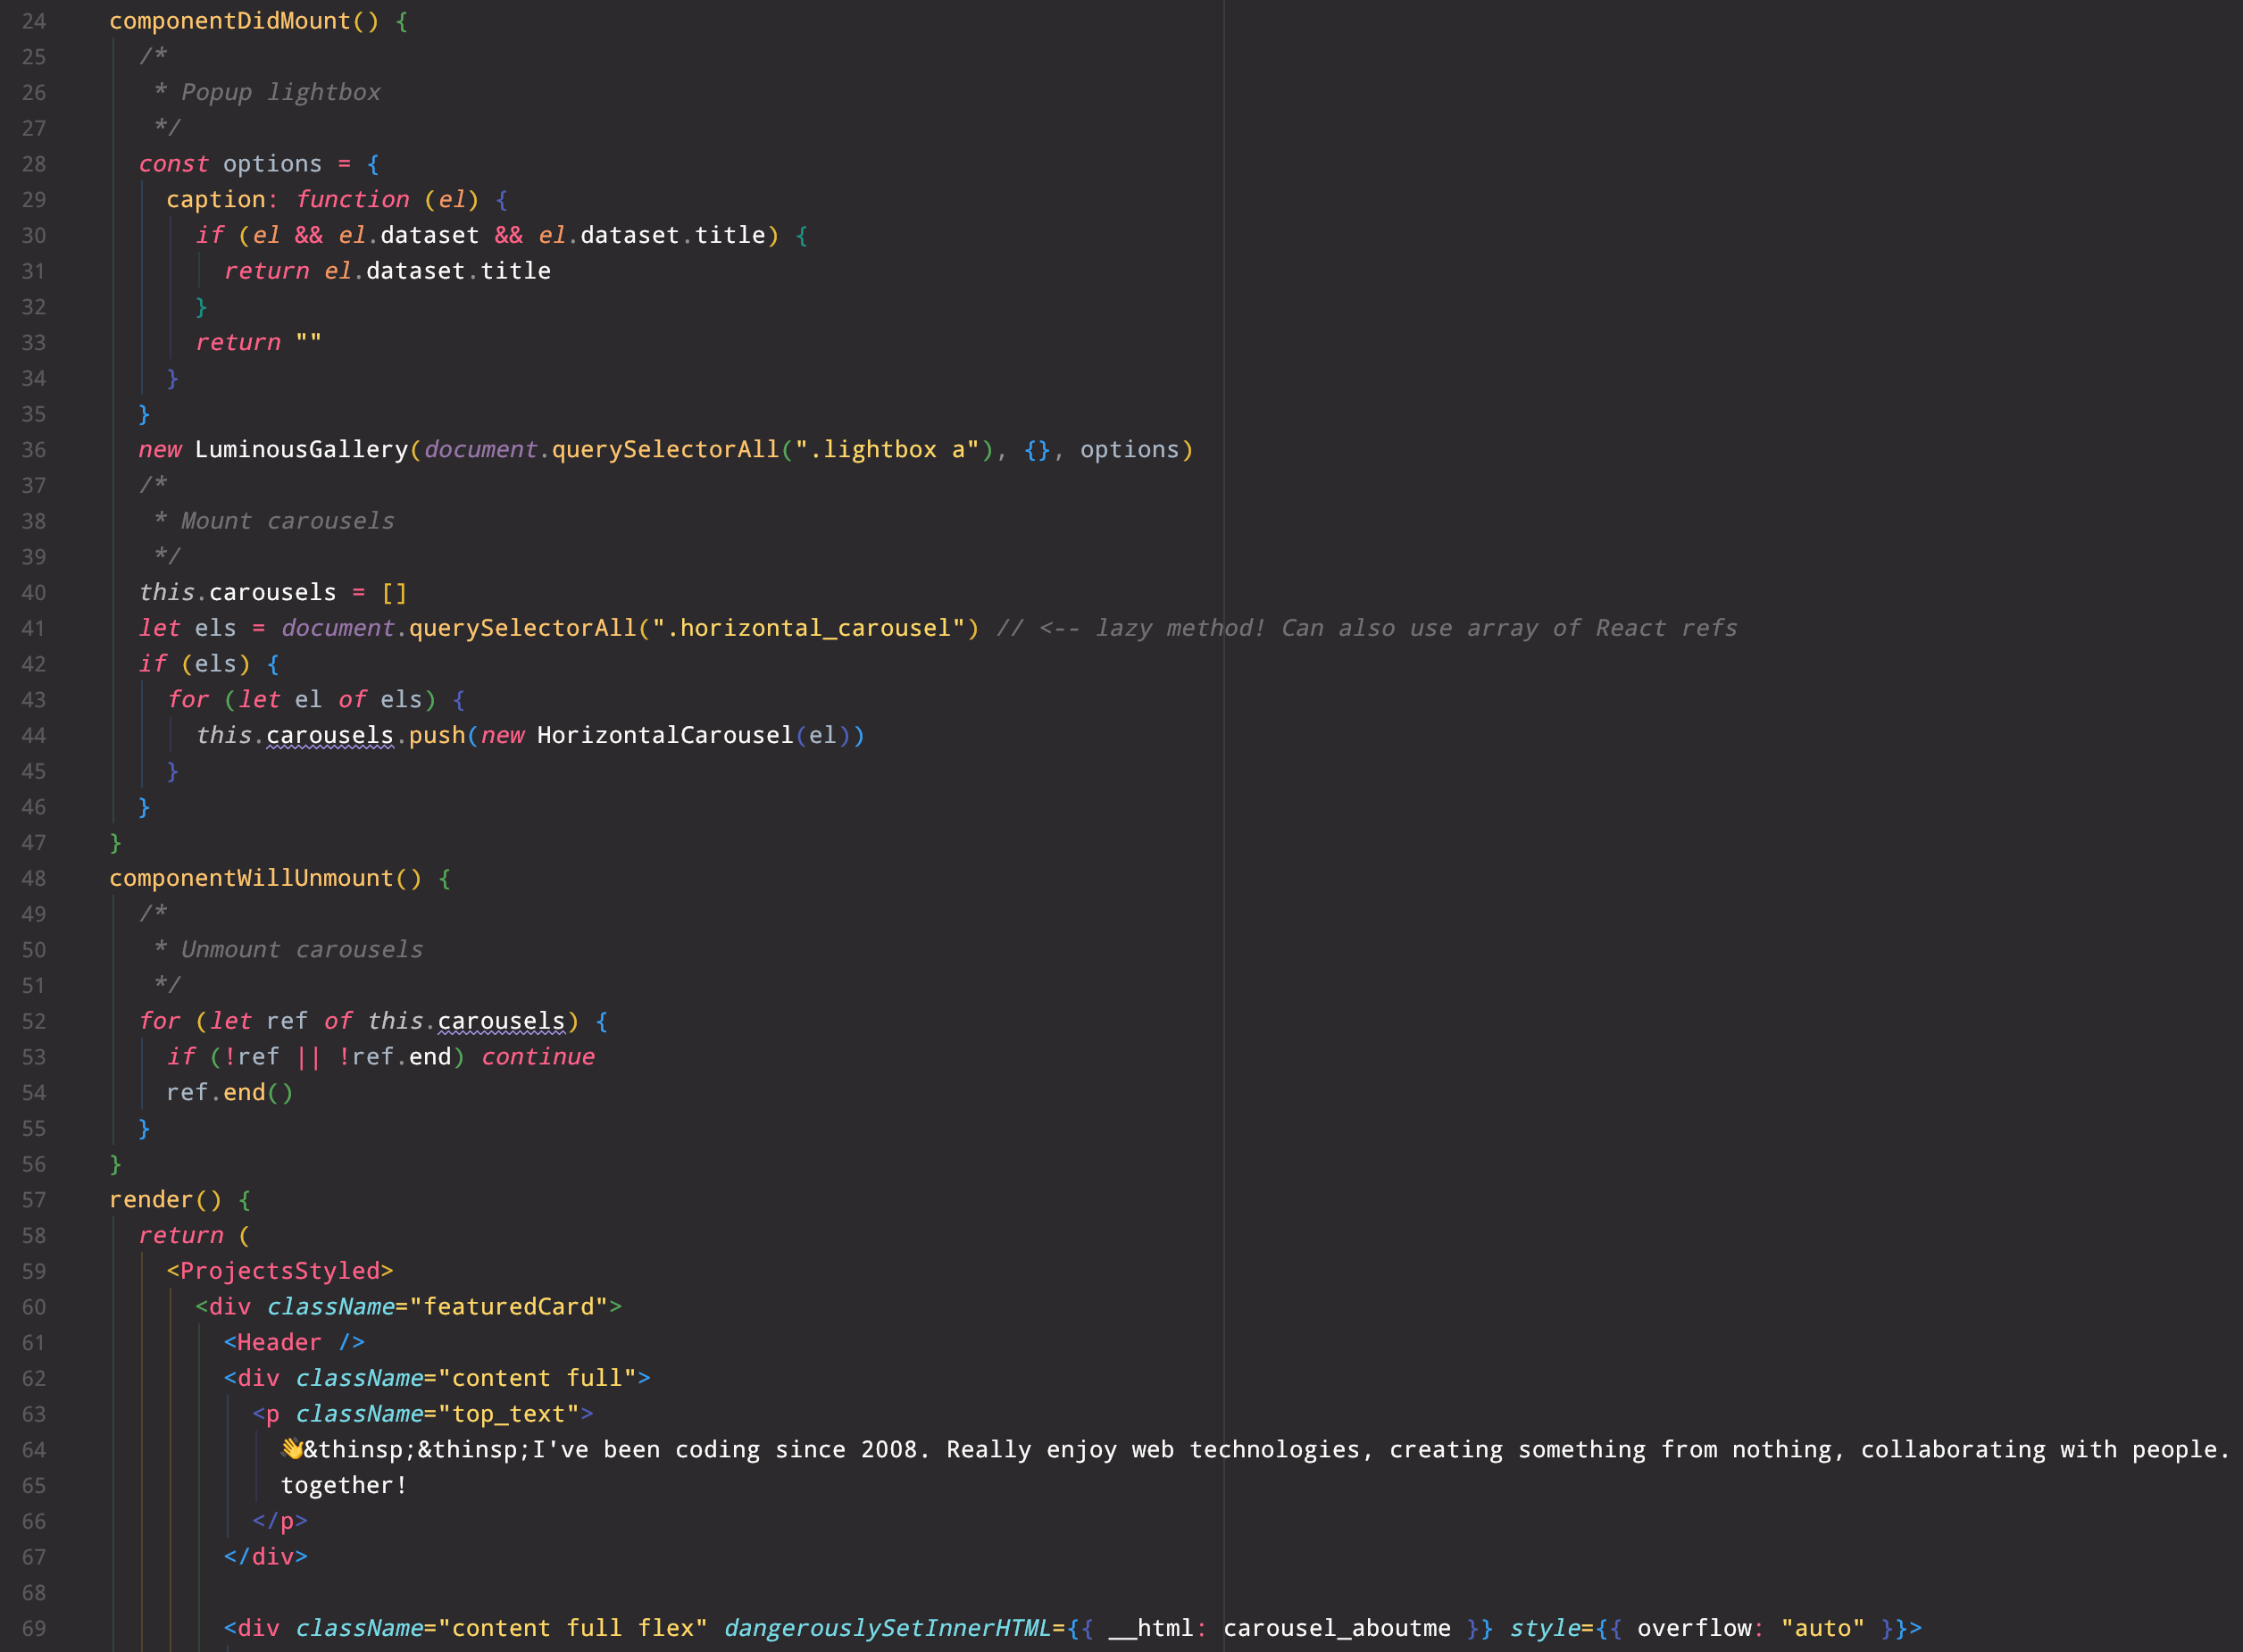 24 componentDidMount() {
25 /*
26 * Popup lightbox
27 */
28 const options = {
29 caption: function (el) {
30 if (el && el.dataset && el.dataset.title) {
31 return el.dataset.title
32 }
33 return ""
34 }
35 }
36 new LuminousGallery(document.querySelectorAll(".lightbox a"), {}, options)
37 /*
38 * Mount carousels
39 */
40 this.carousels = []
41 let els = document.querySelectorAll(".horizontal_carousel") // <-- lazy method! Can also use array of React refs
42 if (els) {
43 for (let el of els) {
44 this.carousels.push(new HorizontalCarousel(el))
45 }
46 }
47 }
48 componentWillUnmount() {
49 /*
50 * Unmount carousels
51 */
52 for (let ref of this.carousels) {
53 if (!ref || !ref.end) continue
54 ref.end()
55 }
56 }
57 render() {
58 return (
59 <ProjectsStyled>
60 <div className="featuredCard">
61 <Header />
62 <div className="content full">
63 <p className="top_text">
64 👋&thinsp;&thinsp;I've been coding since 2008. Really enjoy web technologies, creating something from nothing, collaborating with people.
65 together!
66 </p>
67 </div>
68
69 <div className="content full flex" dangerouslySetInnerHTML={{ __html: carousel_aboutme }} style={{ overflow: "auto" }}>